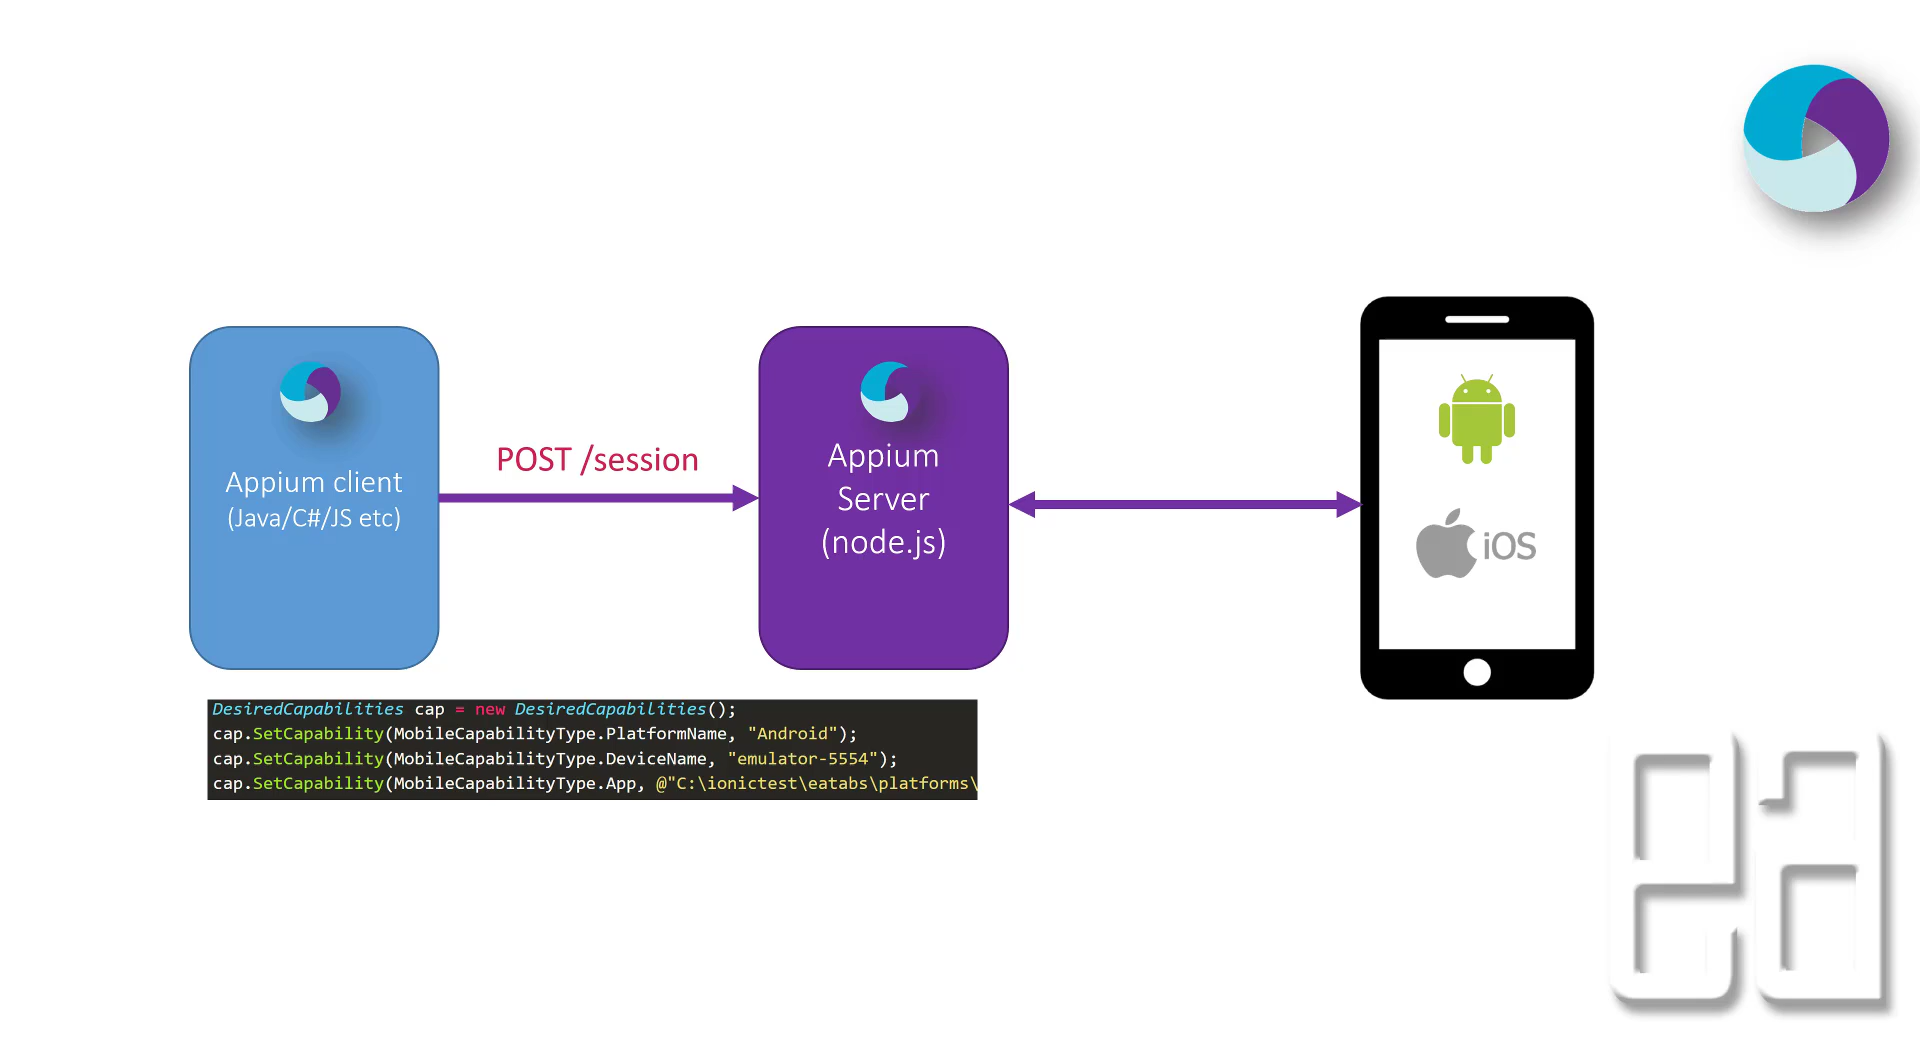 Appium client
(Java/C#/JS etc)
POST /session
Appium
Server
(node.js)
iOS
DesiredCapabilities cap = new DesiredCapabilities();
cap.SetCapability(MobileCapabilityType.PlatformName, "Android");
cap.SetCapability(MobileCapabilityType.DeviceName, "emulator-5554");
cap.SetCapability(MobileCapabilityType.App, @"C:\ionictest\eatabs\platforms\
ea